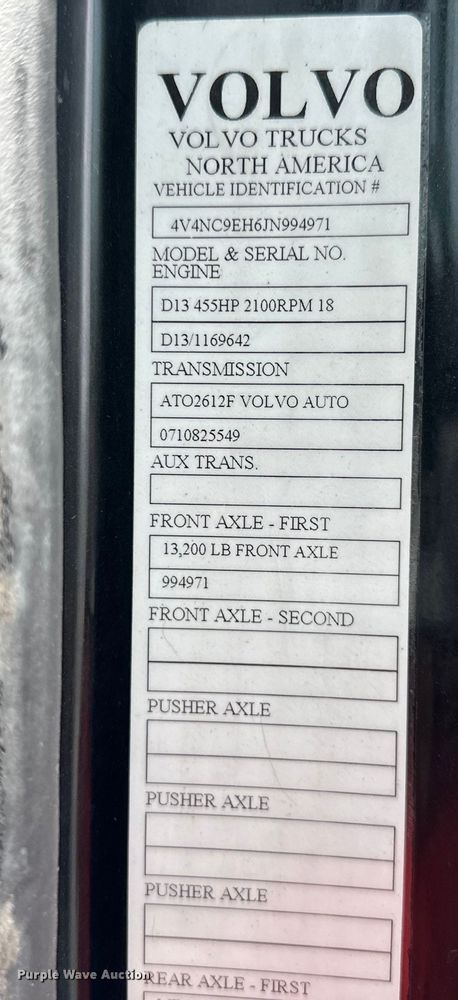 VOLVO
VOLVO TRUCKS
NORTH AMERICA
VEHICLE IDENTIFICATION #
4V4NC9EH6JN994971
MODEL & SERIAL NO.
ENGINE
D13 455HP 2100RPM 18
D13/1169642
TRANSMISSION
ATO2612F VOLVO AUTO
0710825549
AUX TRANS.
FRONT AXLE - FIRST
13,200 LB FRONT AXLE
994971
FRONT AXLE - SECOND
PUSHER AXLE
PUSHER AXLE
PUSHER AXLE
REAR AXLE - FIRST
Purple Wave Auction